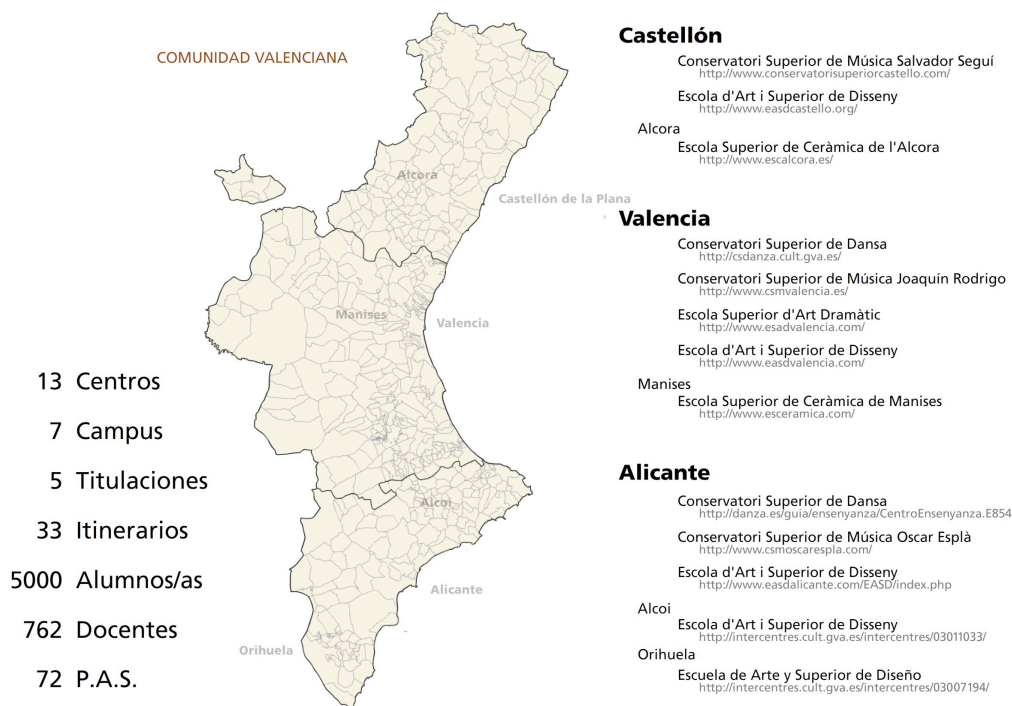 COMUNIDAD VALENCIANA
Alcora
Castellón de la Plana
Manises
Valencia
Alcoi
Alicante
Orihuela
13 Centros
7 Campus
5 Titulaciones
33 Itinerarios
5000 Alumnos/as
762 Docentes
72 P.A.S.
Castellón
Conservatori Superior de Música Salvador Seguí
http://www.conservatorisuperiorcastello.com/
Escola d'Art i Superior de Disseny
http://www.easdcastello.org/
Alcora
Escola Superior de Ceràmica de l'Alcora
http://www.escalcora.es/
Valencia
Conservatori Superior de Dansa
http://csdanza.cult.gva.es/
Conservatori Superior de Música Joaquín Rodrigo
http://www.csmvalencia.es/
Escola Superior d'Art Dramàtic
http://www.esadvalencia.com/
Escola d'Art i Superior de Disseny
http://www.easdvalencia.com/
Manises
Escola Superior de Ceràmica de Manises
http://www.esceramica.com/
Alicante
Conservatori Superior de Dansa
http://danza.es/guia/ensenyanza/CentroEnsenyanza.E854
Conservatori Superior de Música Oscar Esplà
http://www.csmoscarespla.com/
Escola d'Art i Superior de Disseny
http://www.easdalicante.com/EASD/index.php
Alcoi
Escola d'Art i Superior de Disseny
http://intercentres.cult.gva.es/intercentres/03011033/
Orihuela
Escuela de Arte y Superior de Diseño
http://intercentres.cult.gva.es/intercentres/03007194/